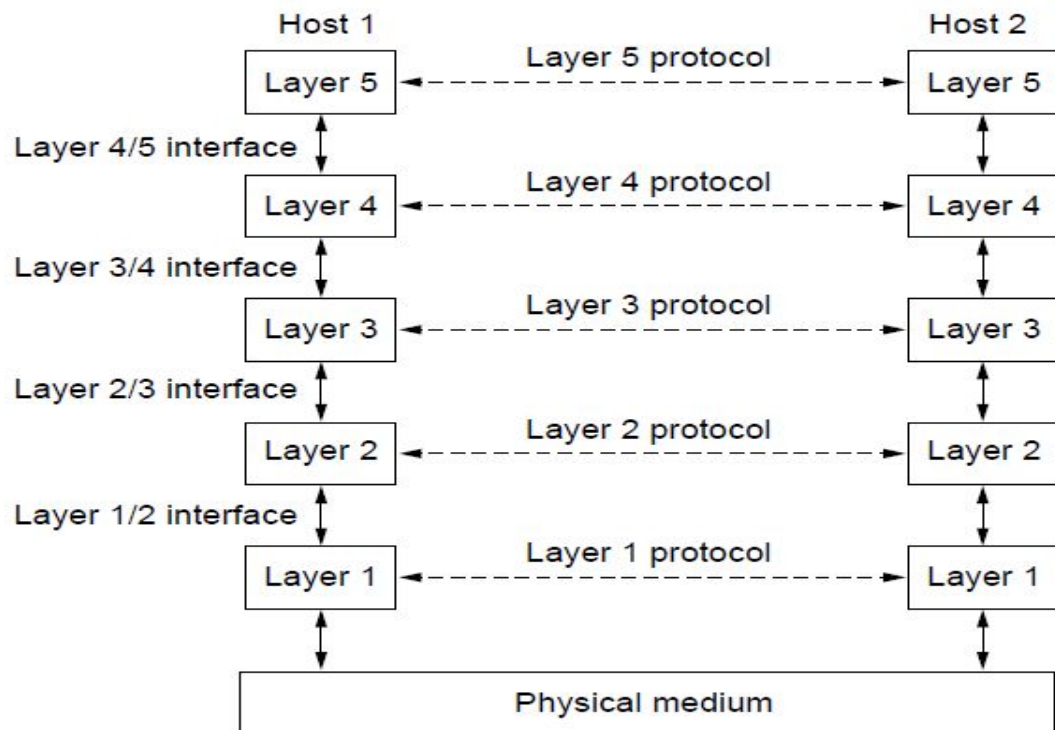 Host 1
Host 2
Layer 5 protocol
Layer 5
Layer 5
Layer 4/5 interface
Layer 4 protocol
Layer 4
Layer 4
Layer 3/4 interface
Layer 3 protocol
Layer 3
Layer 3
Layer 2/3 interface
Layer 2 protocol
Layer 2
Layer 2
Layer 1/2 interface
Layer 1 protocol
Layer 1
Layer 1
Physical medium